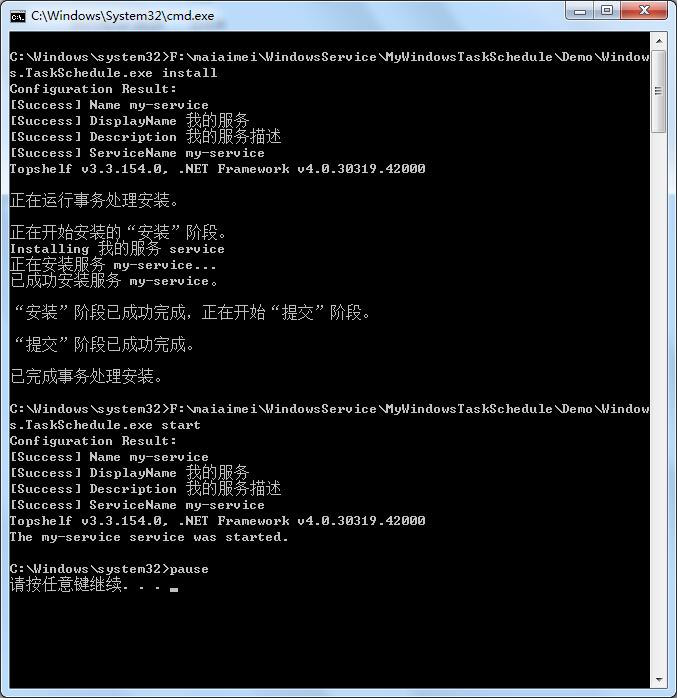 C:\Windows\System32\cmd.exe
C:\Windows\system32>F:\maiaimei\WindowsService\MyWindowsTaskSchedule\Demo\Window
s.TaskSchedule.exe install
Configuration Result:
[Success] Name my-service
[Success] DisplayName 我的服务
[Success] Description 我的服务描述
[Success] ServiceName my-service
Topshelf v3.3.154.0, .NET Framework v4.0.30319.42000
正在运行事务处理安装。
正在开始安装的“安装”阶段。
Installing 我的服务 service
正在安装服务 my-service...
已成功安装服务 my-service。
“安装”阶段已成功完成，正在开始“提交”阶段。
“提交”阶段已成功完成。
已完成事务处理安装。
C:\Windows\system32>F:\maiaimei\WindowsService\MyWindowsTaskSchedule\Demo\Window
s.TaskSchedule.exe start
Configuration Result:
[Success] Name my-service
[Success] DisplayName 我的服务
[Success] Description 我的服务描述
[Success] ServiceName my-service
Topshelf v3.3.154.0, .NET Framework v4.0.30319.42000
The my-service service was started.
C:\Windows\system32>pause
请按任意键继续. . . _